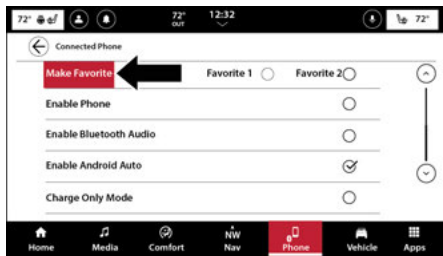 72° 72° OUT 12:32 72°
Connected Phone
Make Favorite Favorite 1 Favorite 2
Enable Phone
Enable Bluetooth Audio
Enable Android Auto
Charge Only Mode
Home Media Comfort NW Nav Phone Vehicle Apps